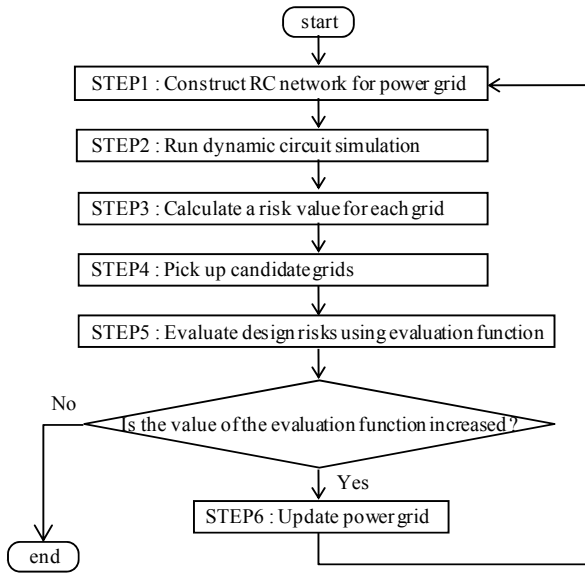 start
STEP1 : Construct RC network for power grid
STEP2 : Run dynamic circuit simulation
STEP3 : Calculate a risk value for each grid
STEP4 : Pick up candidate grids
STEP5 : Evaluate design risks using evaluation function
No
Is the value of the evaluation function increased ?
Yes
STEP6 : Update power grid
end